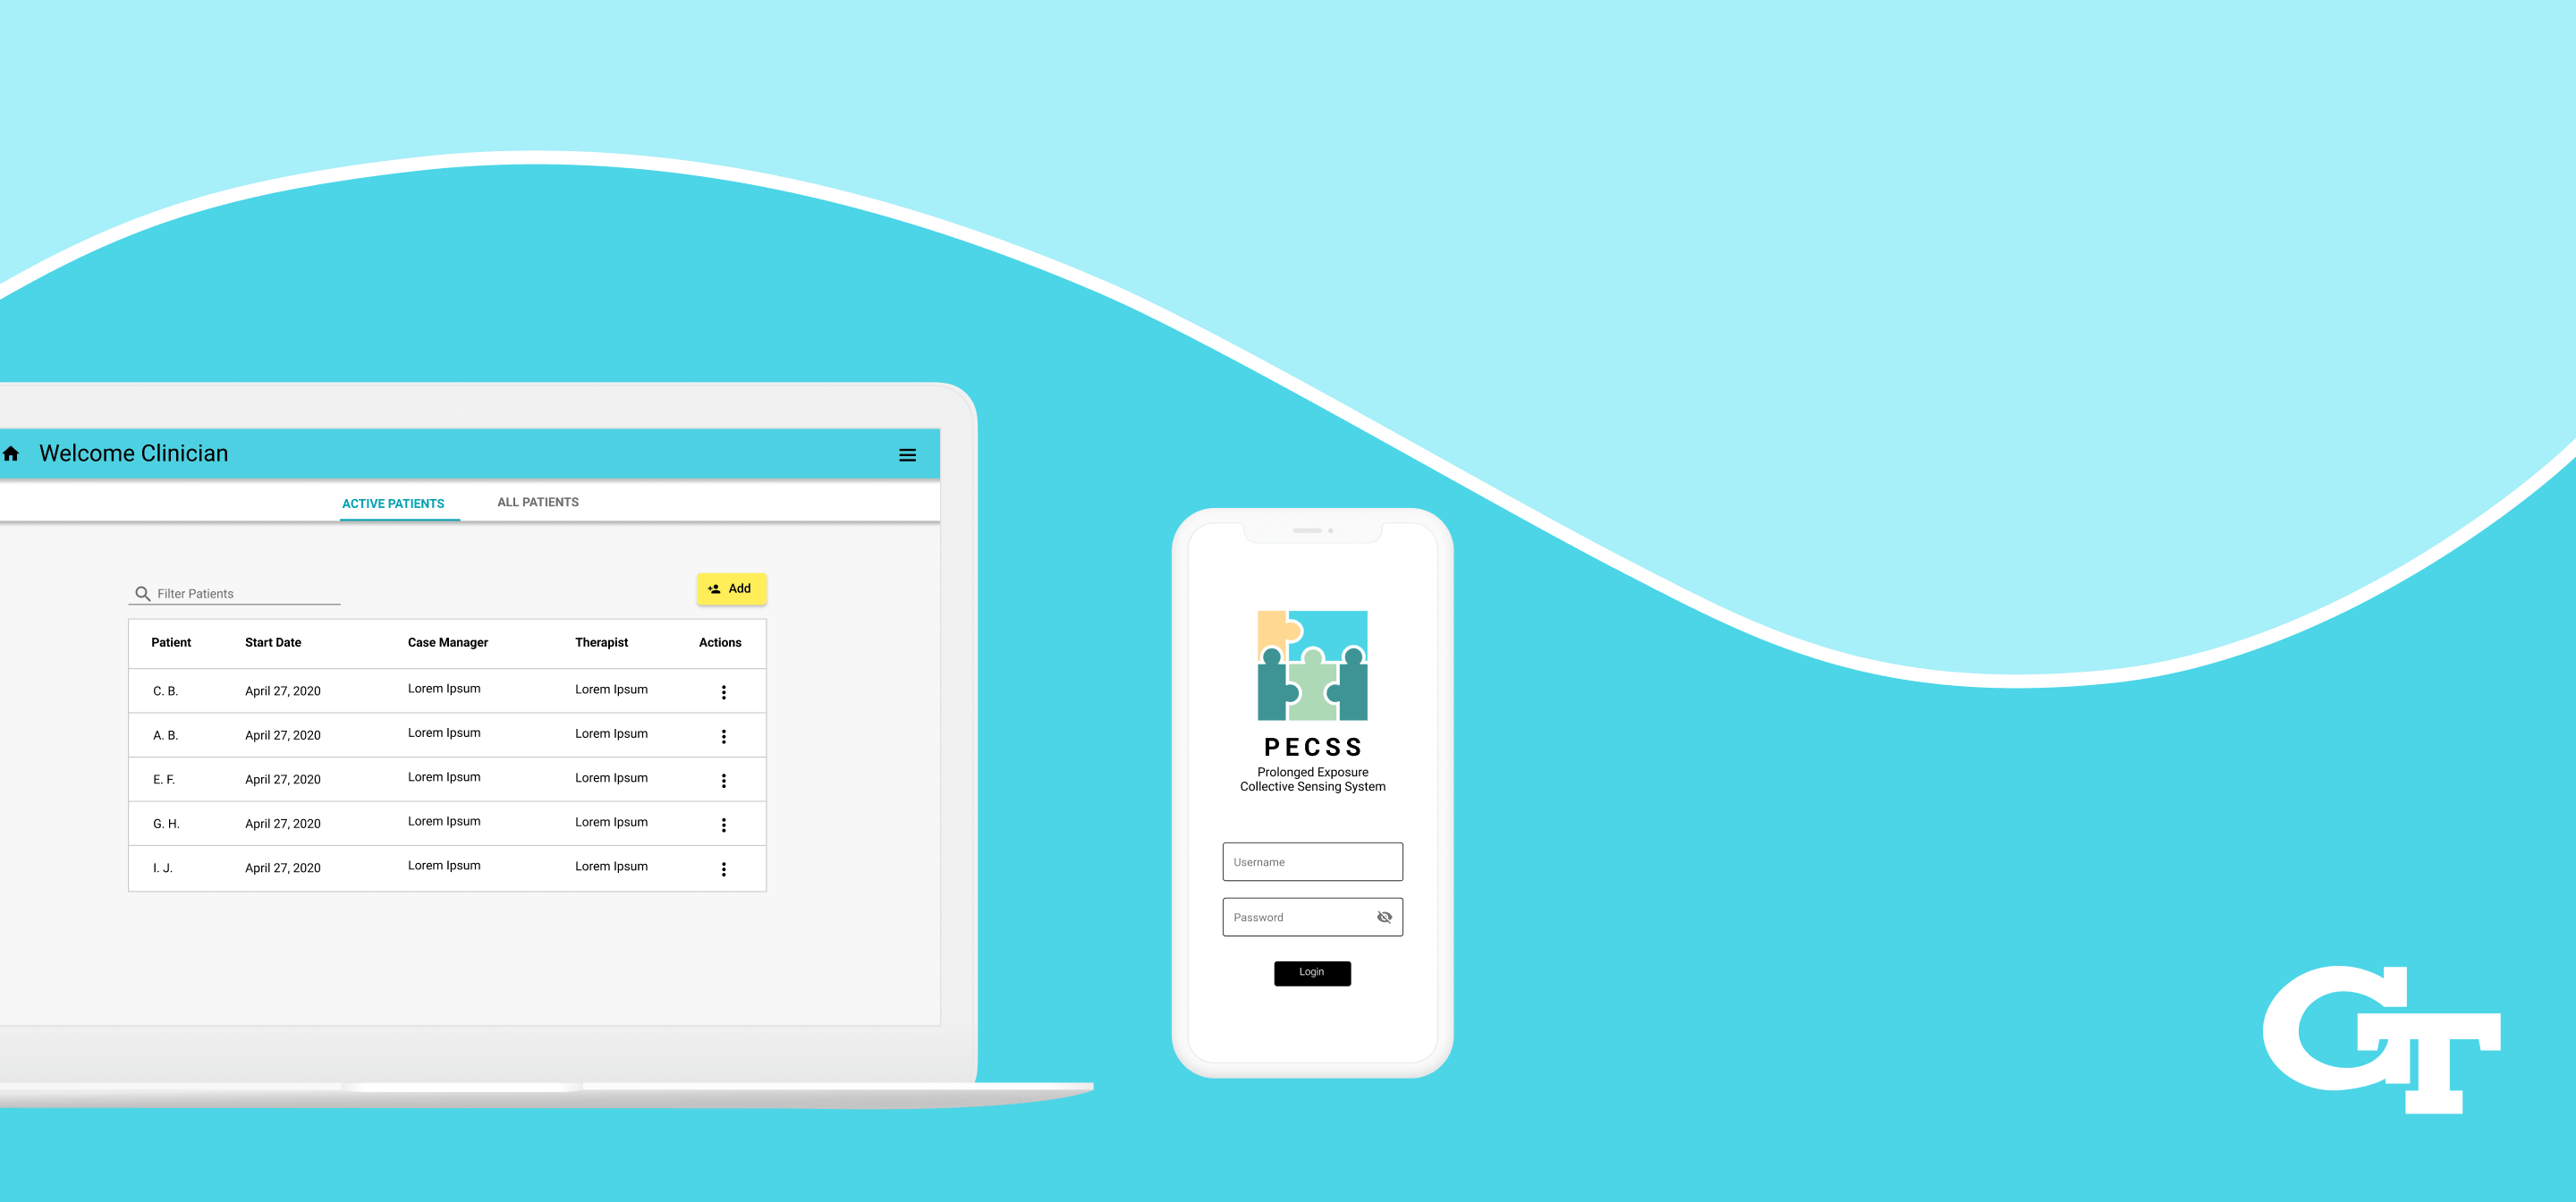 Welcome Clinician
ACTIVE PATIENTS ALL PATIENTS
Filter Patients
Add
Patient Start Date Case Manager Therapist Actions
C. B. April 27, 2020 Lorem Ipsum Lorem Ipsum
A. B. April 27, 2020 Lorem Ipsum Lorem Ipsum
E. F. April 27, 2020 Lorem Ipsum Lorem Ipsum
G. H. April 27, 2020 Lorem Ipsum Lorem Ipsum
I. J. April 27, 2020 Lorem Ipsum Lorem Ipsum
PECSS
Prolonged Exposure
Collective Sensing System
Username
Password
Login
GT